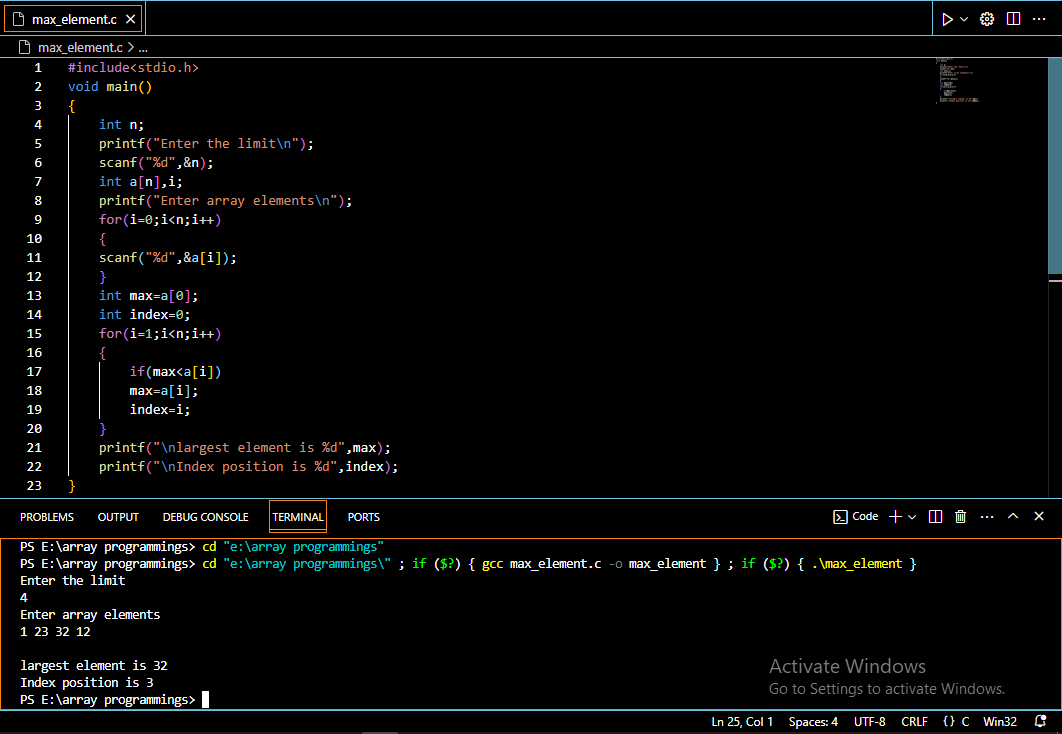 max_element.c
max_element.c > ...
1 #include<stdio.h>
2 void main()
3 {
4     int n;
5     printf("Enter the limit\n");
6     scanf("%d",&n);
7     int a[n],i;
8     printf("Enter array elements\n");
9     for(i=0;i<n;i++)
10     {
11     scanf("%d",&a[i]);
12     }
13     int max=a[0];
14     int index=0;
15     for(i=1;i<n;i++)
16     {
17         if(max<a[i])
18         max=a[i];
19         index=i;
20     }
21     printf("\nlargest element is %d",max);
22     printf("\nIndex position is %d",index);
23 }
PROBLEMS OUTPUT DEBUG CONSOLE TERMINAL PORTS Code
PS E:\array programmings> cd "e:\array programmings"
PS E:\array programmings> cd "e:\array programmings\" ; if ($?) { gcc max_element.c -o max_element } ; if ($?) { .\max_element }
Enter the limit
4
Enter array elements
1 23 32 12
largest element is 32
Index position is 3
PS E:\array programmings>
Activate Windows
Go to Settings to activate Windows.
Ln 25, Col 1 Spaces: 4 UTF-8 CRLF {} C Win32